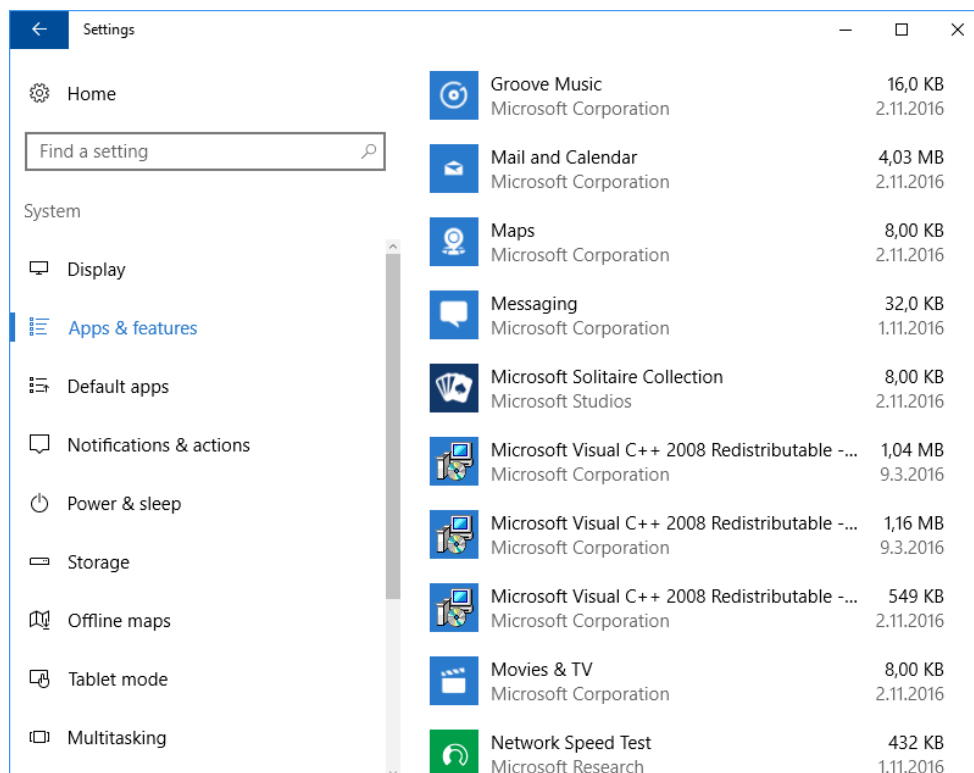 Settings
Home
Find a setting
System
Display
Apps & features
Default apps
Notifications & actions
Power & sleep
Storage
Offline maps
Tablet mode
Multitasking
Groove Music 16,0 KB
Microsoft Corporation 2.11.2016
Mail and Calendar 4,03 MB
Microsoft Corporation 2.11.2016
Maps 8,00 KB
Microsoft Corporation 2.11.2016
Messaging 32,0 KB
Microsoft Corporation 1.11.2016
Microsoft Solitaire Collection 8,00 KB
Microsoft Studios 2.11.2016
Microsoft Visual C++ 2008 Redistributable -... 1,04 MB
Microsoft Corporation 9.3.2016
Microsoft Visual C++ 2008 Redistributable -... 1,16 MB
Microsoft Corporation 9.3.2016
Microsoft Visual C++ 2008 Redistributable -... 549 KB
Microsoft Corporation 2.11.2016
Movies & TV 8,00 KB
Microsoft Corporation 2.11.2016
Network Speed Test 432 KB
Microsoft Research 1.11.2016